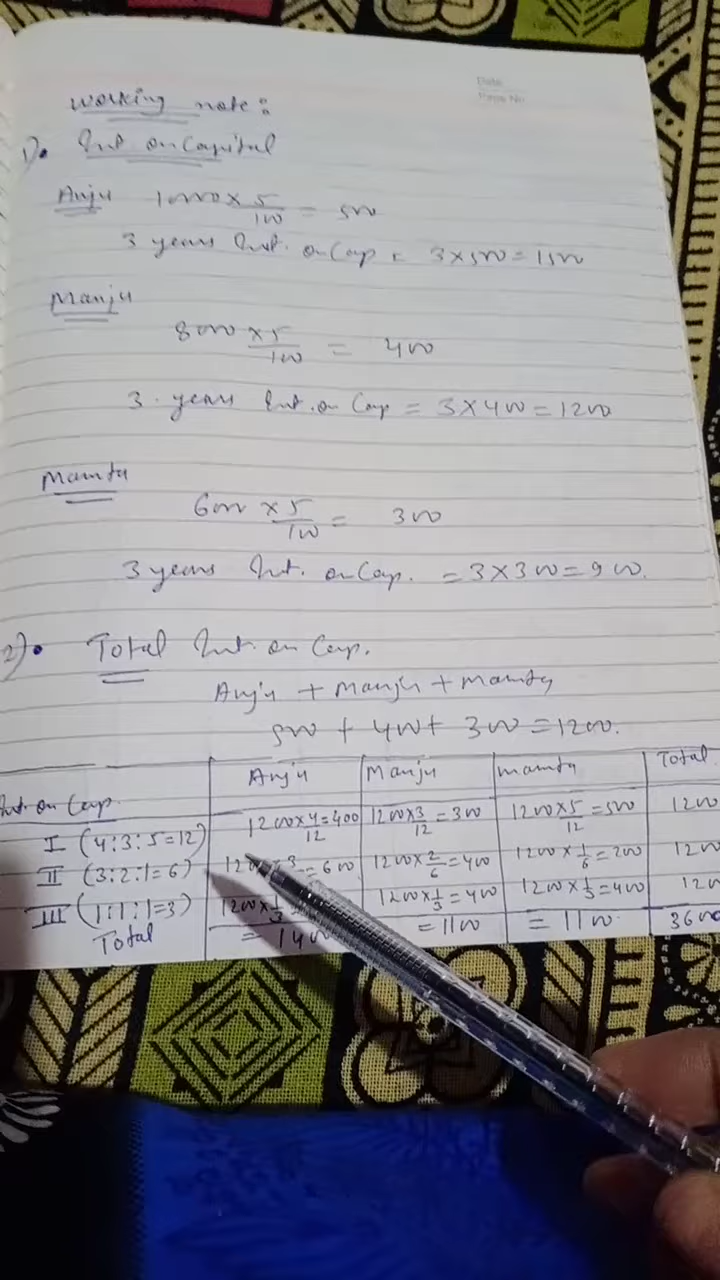 Date
Page No
Working note:
1). Int on Capital
Anju 10000 × 5/100 = 500
3 years Int. on Cap = 3×500 = 1500
Manju
8000 × 5/100 = 400
3. years Int. on Cap = 3×400 = 1200
Mamta
6000 × 5/100 = 300
3 years Int. on Cap. = 3×300 = 900.
2). Total Int on Cap.
Anju + Manju + Mamta
500 + 400 + 300 = 1200.
Anju Manju mamta Total
Int on Cap.
I (4:3:5=12) 1200×4/12=400 1200×3/12=300 1200×5/12=500 1200
II (3:2:1=6) =600 1200×2/6=400 1200×1/6=200 1200
III (1:1:1=3) 1200×1/3 1200×1/3=400 1200×1/3=400
Total = 1400 = 1100 = 1100 3600